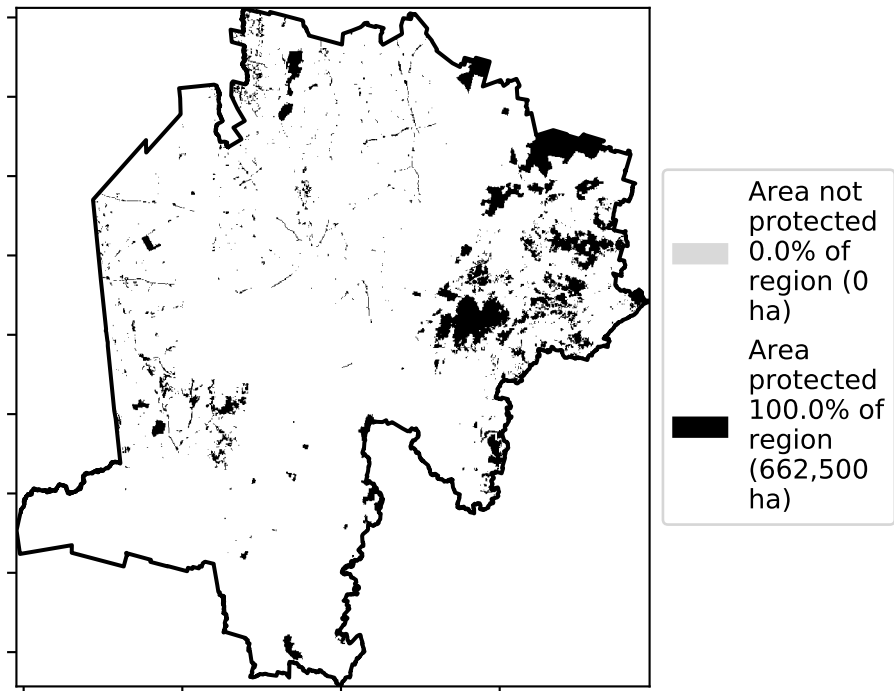 Area not
protected
0.0% of
region (0
ha)
Area
protected
100.0% of
region
(662,500
ha)